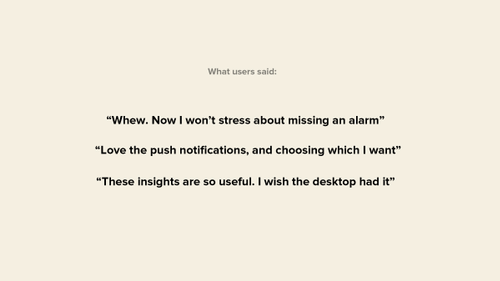 What users said:
“Whew. Now I won’t stress about missing an alarm”
“Love the push notifications, and choosing which I want”
“These insights are so useful. I wish the desktop had it”